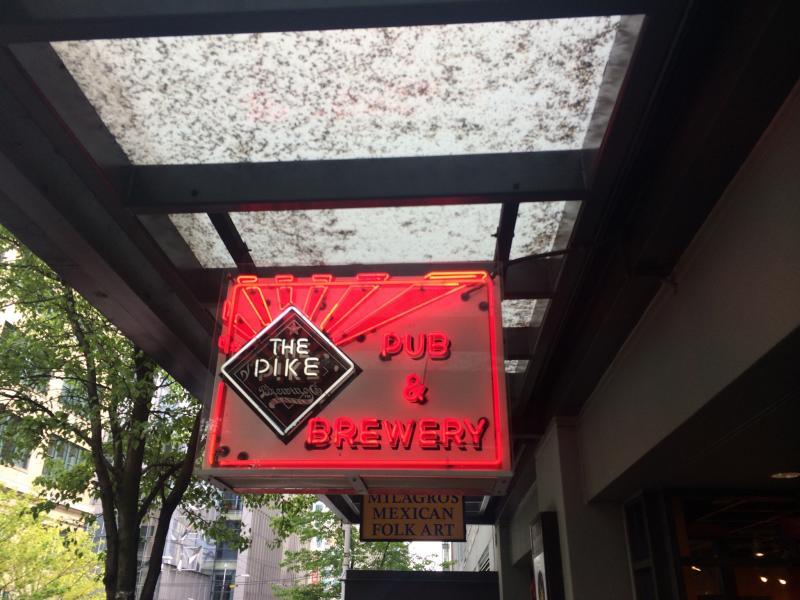 THE
PIKE
PUB
&
BREWERY
MILAGROS
MEXICAN
FOLK ART